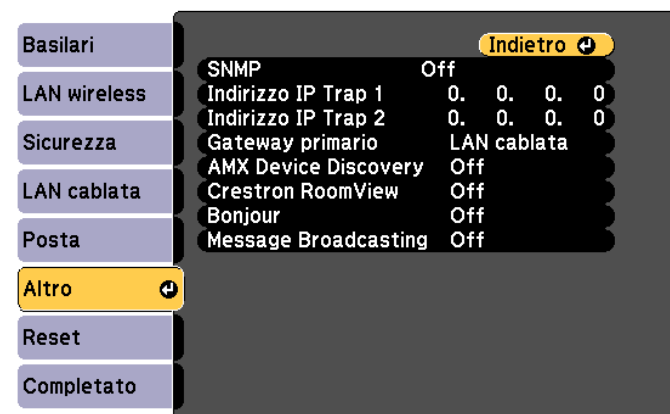 Basilari
LAN wireless
Sicurezza
LAN cablata
Posta
Altro
Reset
Completato
Indietro
SNMP Off
Indirizzo IP Trap 1 0. 0. 0. 0
Indirizzo IP Trap 2 0. 0. 0. 0
Gateway primario LAN cablata
AMX Device Discovery Off
Crestron RoomView Off
Bonjour Off
Message Broadcasting Off